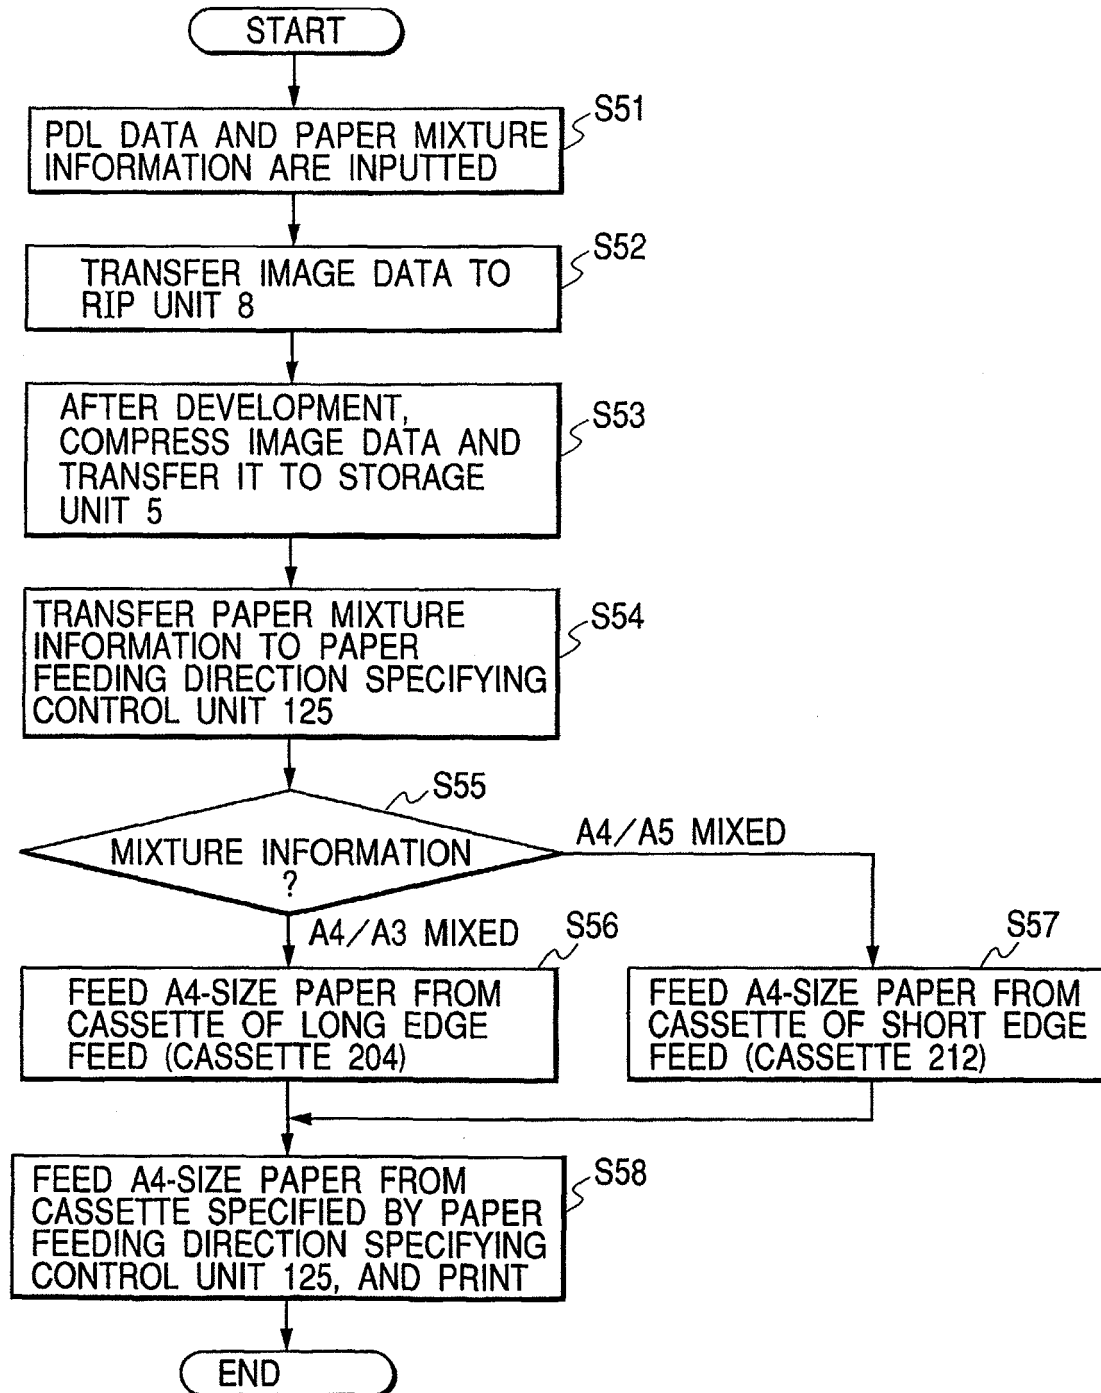 START
S51
PDL DATA AND PAPER MIXTURE
INFORMATION ARE INPUTTED
S52
TRANSFER IMAGE DATA TO
RIP UNIT 8
S53
AFTER DEVELOPMENT,
COMPRESS IMAGE DATA AND
TRANSFER IT TO STORAGE
UNIT 5
S54
TRANSFER PAPER MIXTURE
INFORMATION TO PAPER
FEEDING DIRECTION SPECIFYING
CONTROL UNIT 125
S55
MIXTURE INFORMATION
?
A4/A5 MIXED
A4/A3 MIXED
S56
FEED A4-SIZE PAPER FROM
CASSETTE OF LONG EDGE
FEED (CASSETTE 204)
S57
FEED A4-SIZE PAPER FROM
CASSETTE OF SHORT EDGE
FEED (CASSETTE 212)
S58
FEED A4-SIZE PAPER FROM
CASSETTE SPECIFIED BY PAPER
FEEDING DIRECTION SPECIFYING
CONTROL UNIT 125, AND PRINT
END